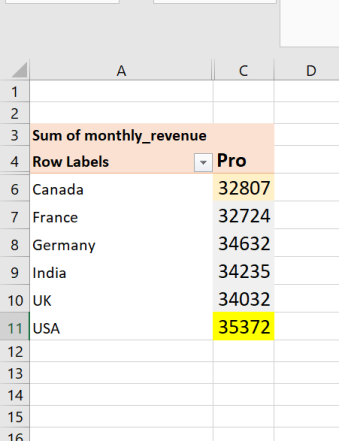 A C D
1
2
3 Sum of monthly_revenue
4 Row Labels Pro
6 Canada 32807
7 France 32724
8 Germany 34632
9 India 34235
10 UK 34032
11 USA 35372
12
13
14
15
16